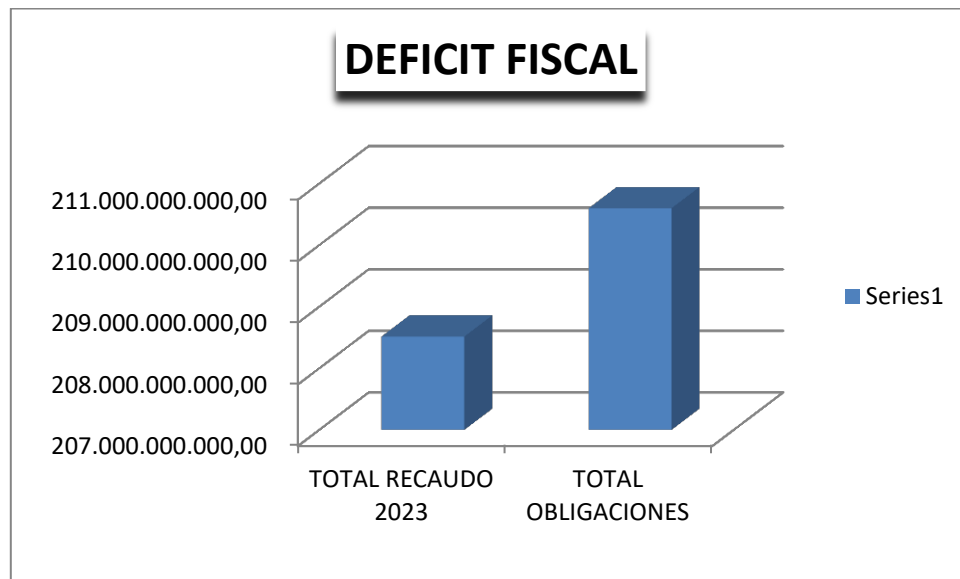 DEFICIT FISCAL
211.000.000.000,00
210.000.000.000,00
209.000.000.000,00
208.000.000.000,00
207.000.000.000,00
TOTAL RECAUDO
2023
TOTAL
OBLIGACIONES
Series1